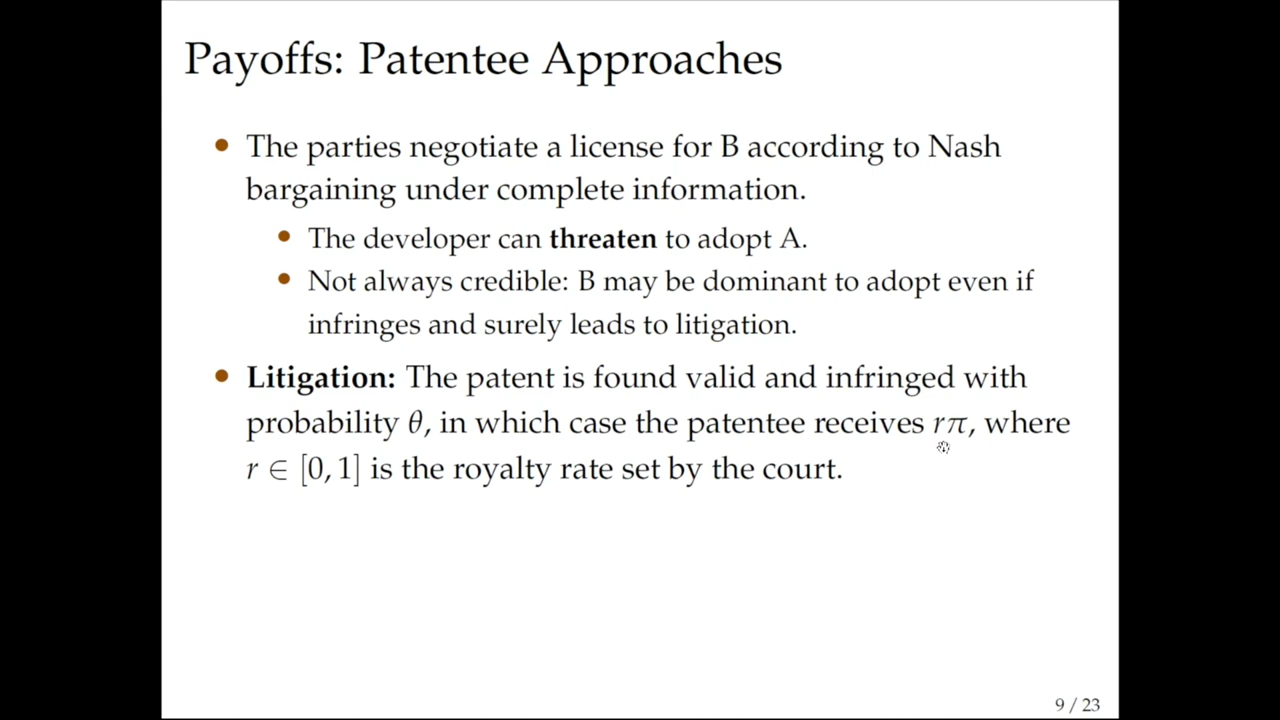 Payoffs: Patentee Approaches
• The parties negotiate a license for B according to Nash
bargaining under complete information.
• The developer can threaten to adopt A.
• Not always credible: B may be dominant to adopt even if
infringes and surely leads to litigation.
• Litigation: The patent is found valid and infringed with
probability θ, in which case the patentee receives rπ, where
r ∈ [0, 1] is the royalty rate set by the court.
9 / 23